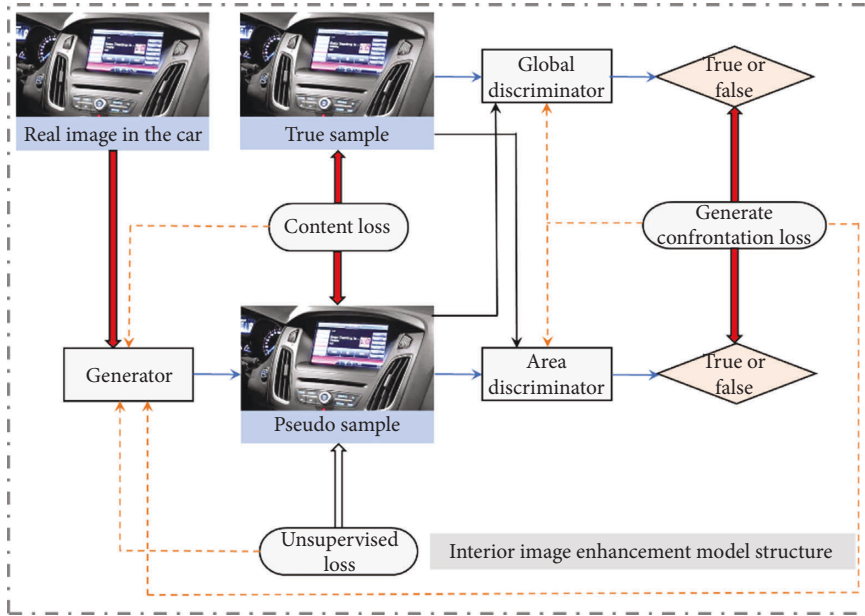 Real image in the car
True sample
Global
discriminator
True or
false
Content loss
Generate
confrontation loss
Generator
Pseudo sample
Area
discriminator
True or
false
Unsupervised
loss
Interior image enhancement model structure